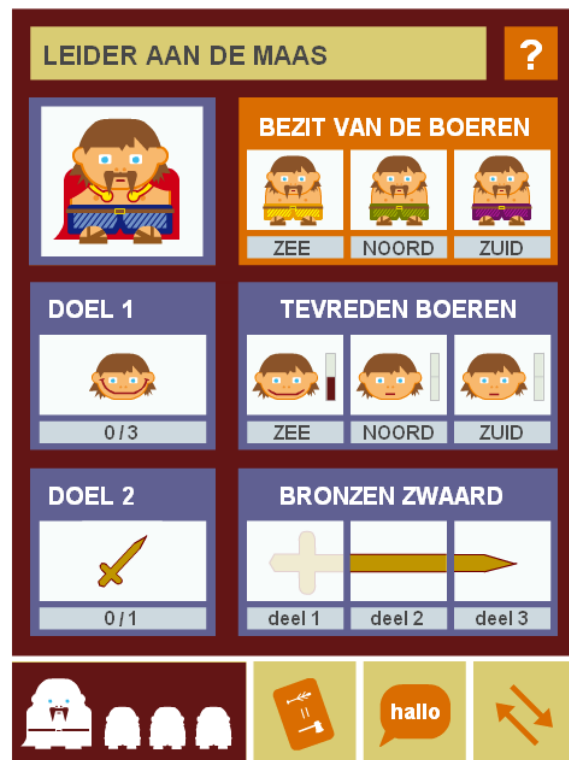 LEIDER AAN DE MAAS
?
BEZIT VAN DE BOEREN
ZEE NOORD ZUID
DOEL 1
TEVREDEN BOEREN
0 / 3
ZEE NOORD ZUID
DOEL 2
BRONZEN ZWAARD
0 / 1
deel 1 deel 2 deel 3
hallo